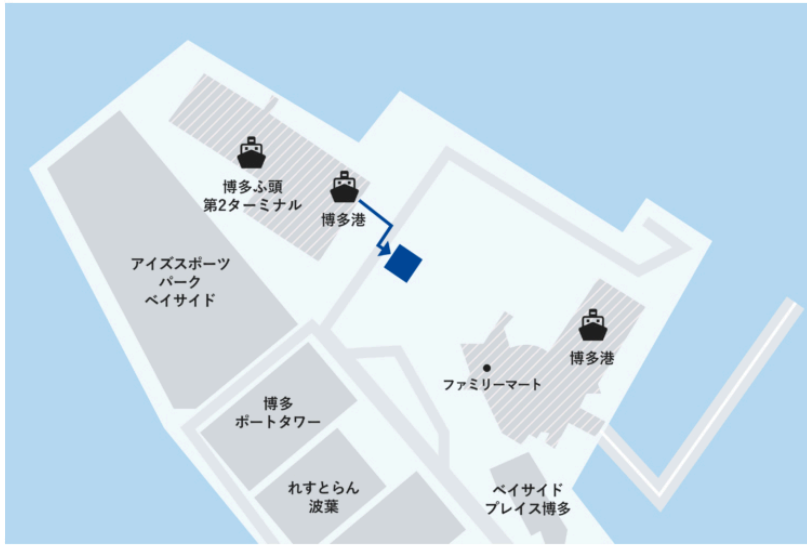 博多ふ頭
第2ターミナル
博多港
アイズスポーツ
パーク
ベイサイド
博多港
ファミリーマート
博多
ポートタワー
れすとらん
波葉
ベイサイド
プレイス博多